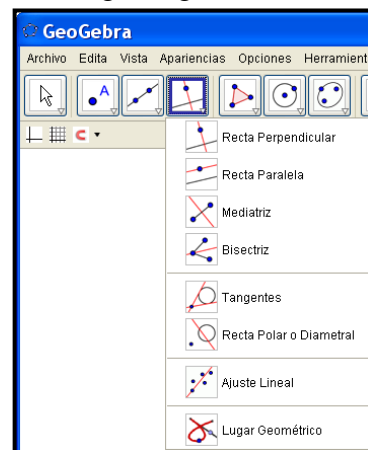 GeoGebra
Archivo Edita Vista Apariencias Opciones Herramient
A
Recta Perpendicular
Recta Paralela
Mediatriz
Bisectriz
Tangentes
Recta Polar o Diametral
Ajuste Lineal
Lugar Geométrico